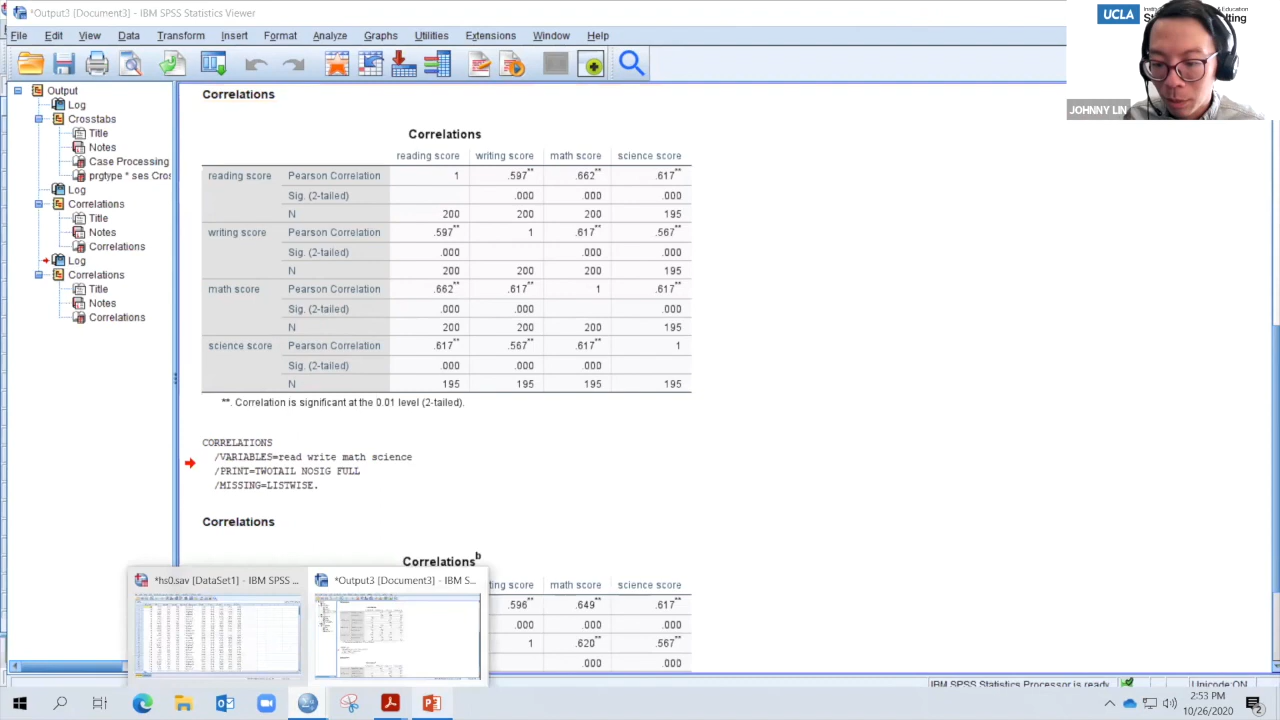 *Output3 [Document3] - IBM SPSS Statistics Viewer
File Edit View Data Transform Insert Format Analyze Graphs Utilities Extensions Window Help
UCLA
JOHNNY LIN
Output
Log
Crosstabs
Title
Notes
Case Processing
prgtype * ses Cros
Log
Correlations
Title
Notes
Correlations
Log
Correlations
Title
Notes
Correlations
Correlations
Correlations
reading score writing score math score science score
reading score Pearson Correlation 1 .597** .662** .617**
Sig. (2-tailed) .000 .000 .000
N 200 200 200 195
writing score Pearson Correlation .597** 1 .617** .567**
Sig. (2-tailed) .000 .000 .000
N 200 200 200 195
math score Pearson Correlation .662** .617** 1 .617**
Sig. (2-tailed) .000 .000 .000
N 200 200 200 195
science score Pearson Correlation .617** .567** .617** 1
Sig. (2-tailed) .000 .000 .000
N 195 195 195 195
**. Correlation is significant at the 0.01 level (2-tailed).
CORRELATIONS
/VARIABLES=read write math science
/PRINT=TWOTAIL NOSIG FULL
/MISSING=LISTWISE.
Correlations
Correlations b
ting score math score science score
.596** .649** .617**
.000 .000 .000
1 .620** .567**
.000 .000
*hs0.sav [DataSet1] - IBM SPSS ...
*Output3 [Document3] - IBM S...
IBM SPSS Statistics Processor is ready
Unicode:ON
2:53 PM
10/26/2020
2